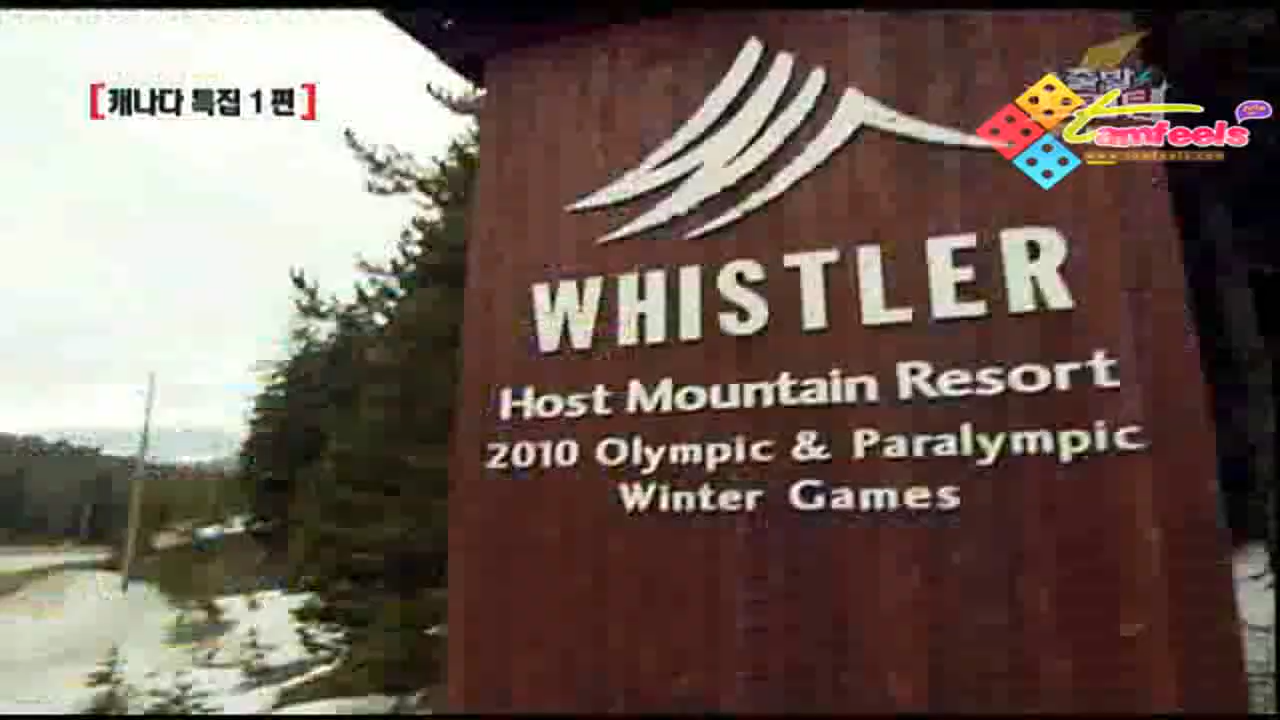 [캐나다 특집 1편]
tamfeels
WHISTLER
Host Mountain Resort
2010 Olympic & Paralympic
Winter Games